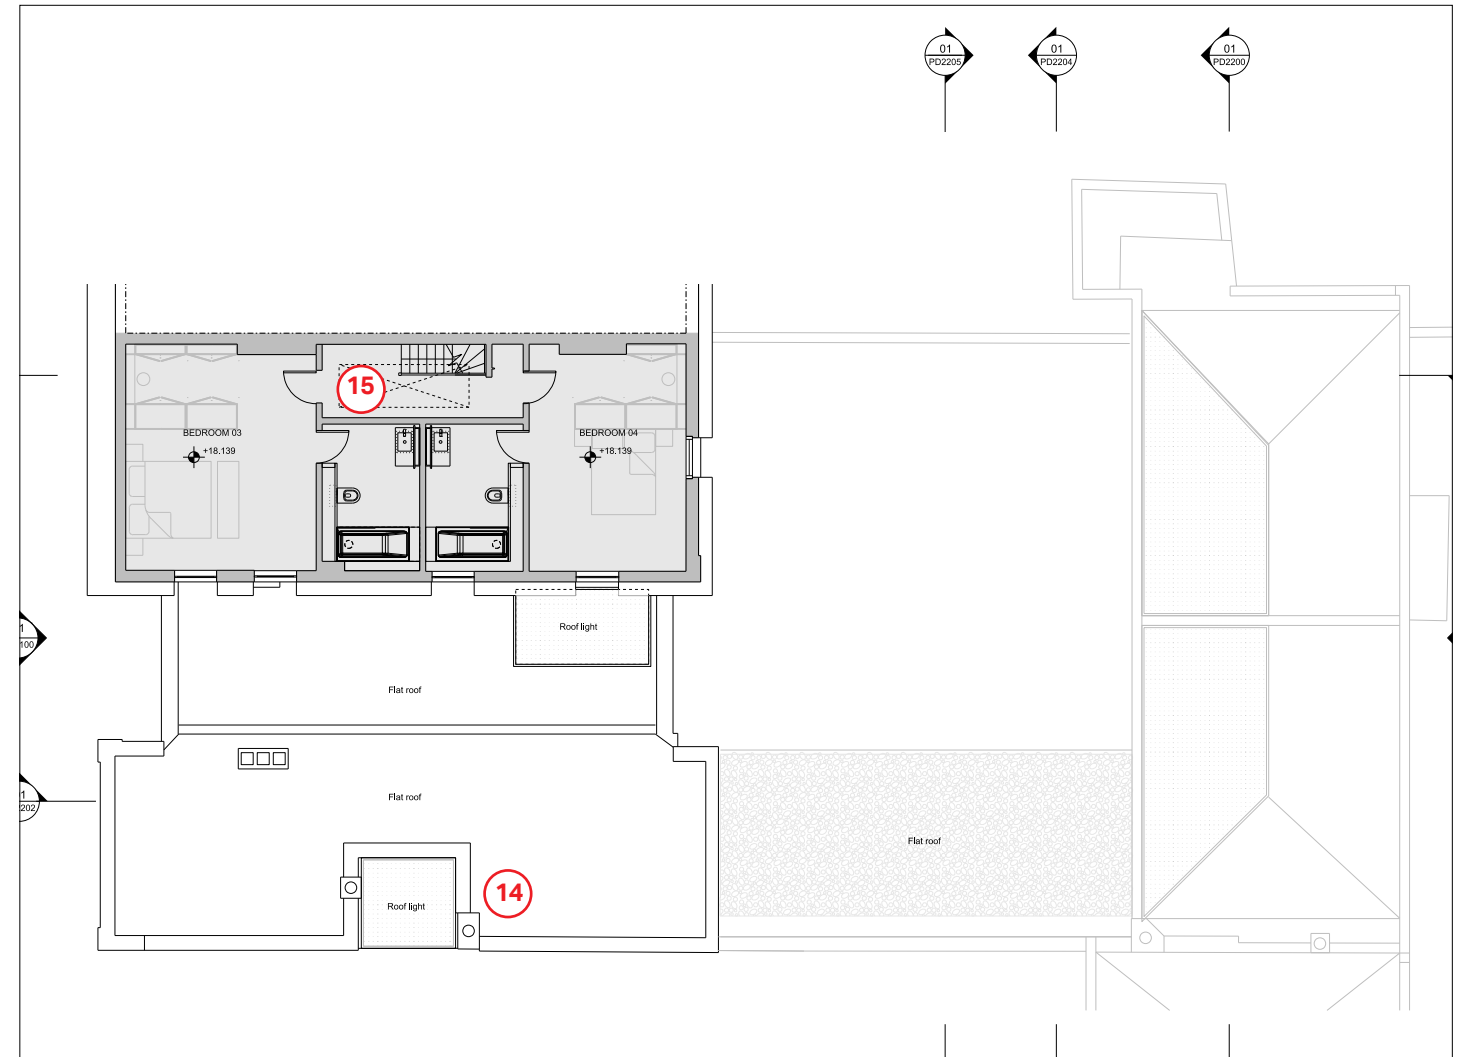 01
PD2205
01
PD2204
01
PD2200
15
BEDROOM 03
+18.139
BEDROOM 04
+18.139
Roof light
1
100
Flat roof
Flat roof
1
202
Flat roof
14
Roof light